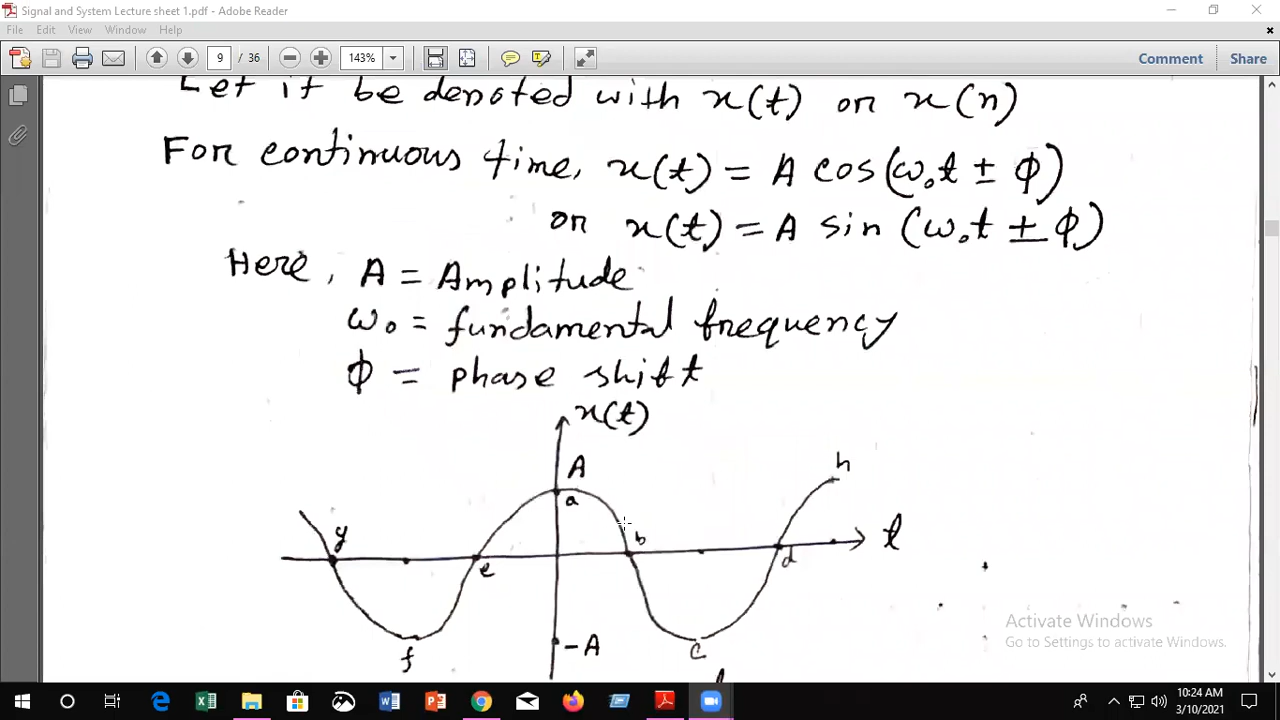 Signal and System Lecture sheet 1.pdf - Adobe Reader
File Edit View Window Help
9 / 36 143% Comment Share
Let it be denoted with x(t) or x(n)
For continuous time, x(t) = A cos(ω₀t ± φ)
or x(t) = A sin (ω₀t ± φ)
Here, A = Amplitude
ω₀ = fundamental frequency
φ = phase shift
x(t)
A
a
h
y
b
t
e
d
-A
f
c
Activate Windows
Go to Settings to activate Windows.
10:24 AM
3/10/2021